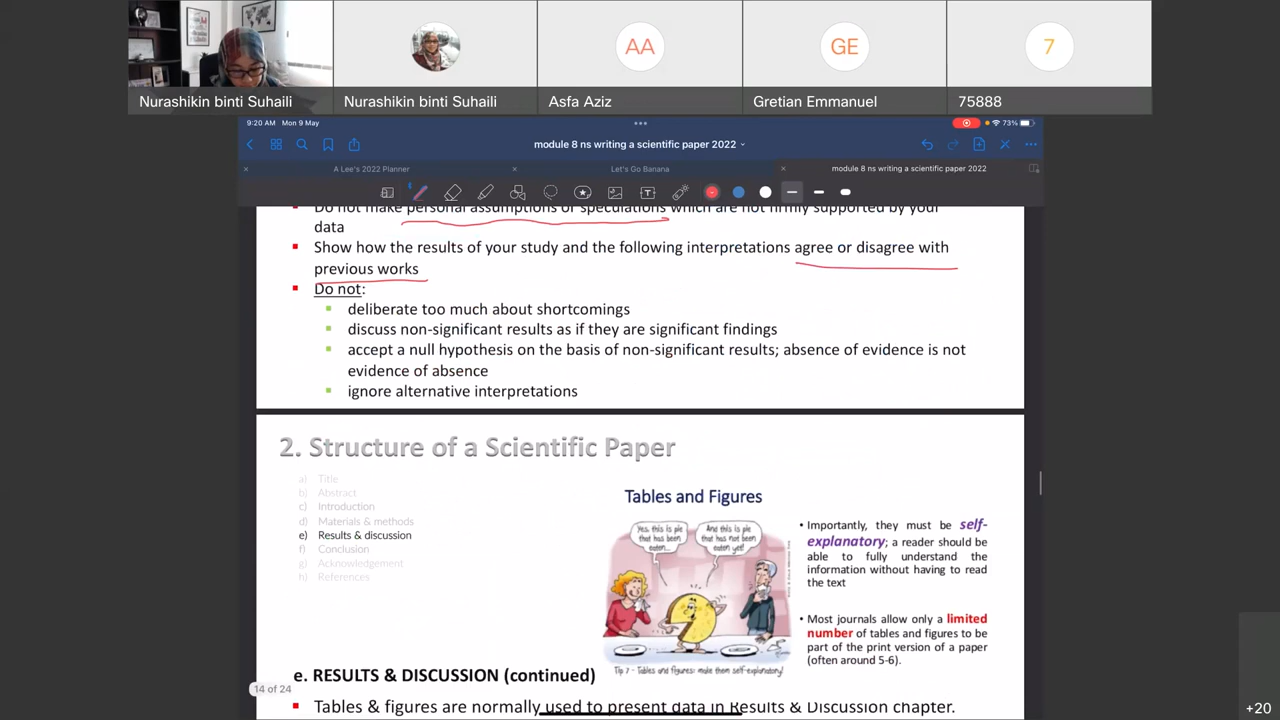 AA
GE
7
Nurashikin binti Suhaili
Nurashikin binti Suhaili
Asfa Aziz
Gretian Emmanuel
75888
9:20 AM Mon 9 May
73%
module 8 ns writing a scientific paper 2022
A Lee's 2022 Planner
Let's Go Banana
module 8 ns writing a scientific paper 2022
Do not make personal assumptions or speculations which are not firmly supported by your
data
Show how the results of your study and the following interpretations agree or disagree with
previous works
Do not:
deliberate too much about shortcomings
discuss non-significant results as if they are significant findings
accept a null hypothesis on the basis of non-significant results; absence of evidence is not
evidence of absence
ignore alternative interpretations
2. Structure of a Scientific Paper
a) Title
b) Abstract
c) Introduction
d) Materials & methods
e) Results & discussion
f) Conclusion
g) Acknowledgement
h) References
Tables and Figures
Yes, this is pie
that has been
eaten...
And this is pie
that has not been
eaten yet!
Tip 7 - Tables and figures: make them self-explanatory!
• Importantly, they must be self-
explanatory; a reader should be
able to fully understand the
information without having to read
the text
• Most journals allow only a limited
number of tables and figures to be
part of the print version of a paper
(often around 5-6).
e. RESULTS & DISCUSSION (continued)
14 of 24
Tables & figures are normally used to present data in Results & Discussion chapter.
+20